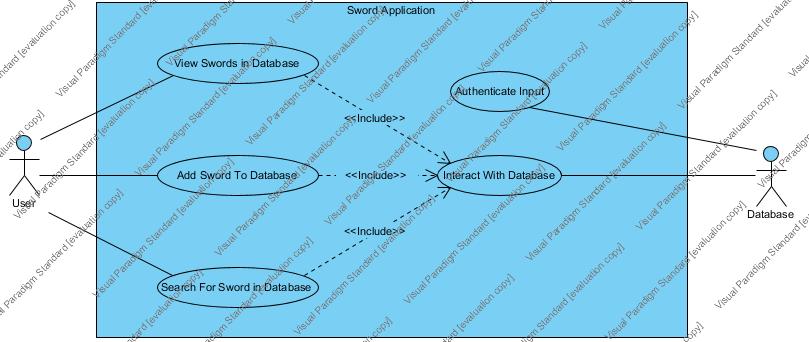 Sword Application
View Swords in Database
Authenticate Input
<<Include>>
Add Sword To Database
<<Include>>
Interact With Database
<<Include>>
Search For Sword in Database
User
Database
Visual Paradigm Standard [evaluation copy]